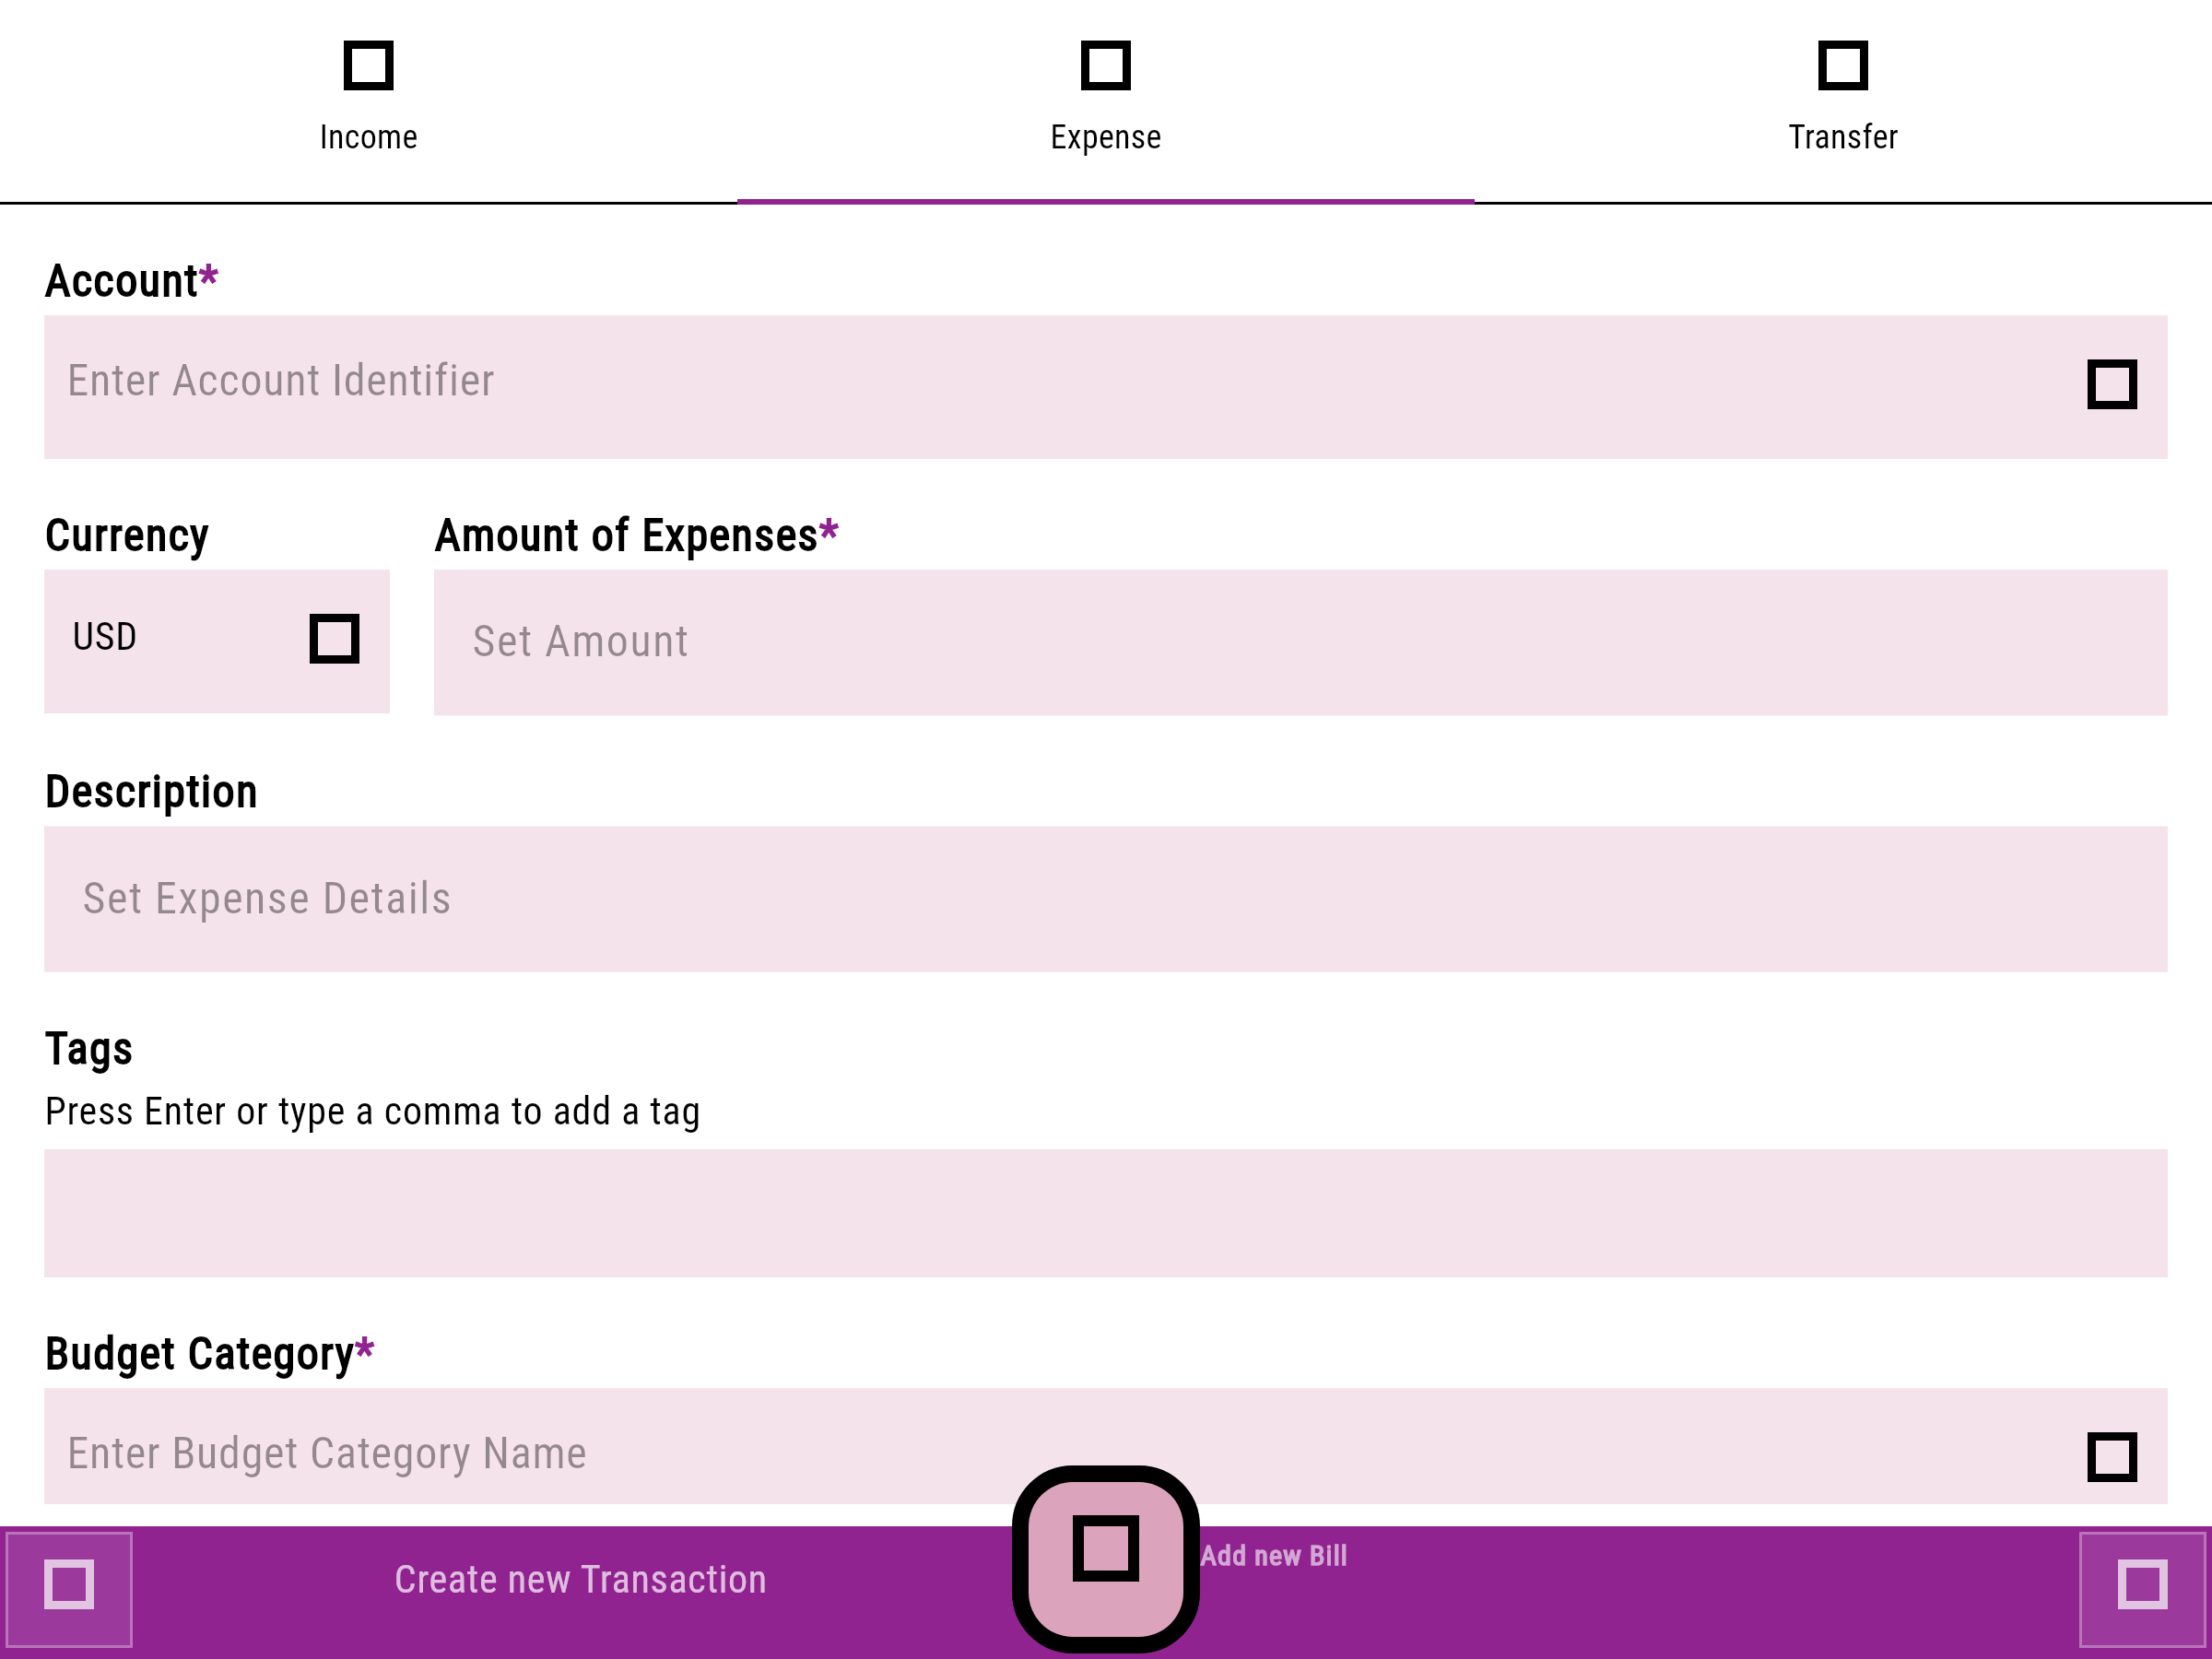 Income
Expense
Transfer
Account*
Enter Account Identifier
Currency
Amount of Expenses*
USD
Set Amount
Description
Set Expense Details
Tags
Press Enter or type a comma to add a tag
Budget Category*
Enter Budget Category Name
Create new Transaction
Add new Bill